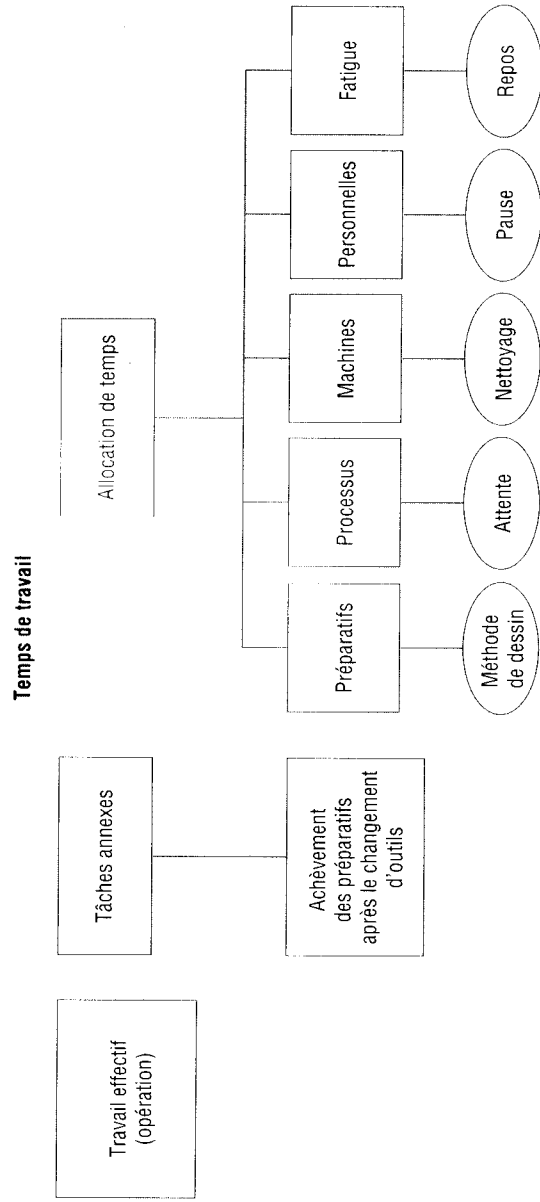 Temps de travail
Travail effectif
(opération)
Tâches annexes
Allocation de temps
Achèvement
des préparatifs
après le changement
d'outils
Préparatifs
Processus
Machines
Personnelles
Fatigue
Méthode
de dessin
Attente
Nettoyage
Pause
Repos